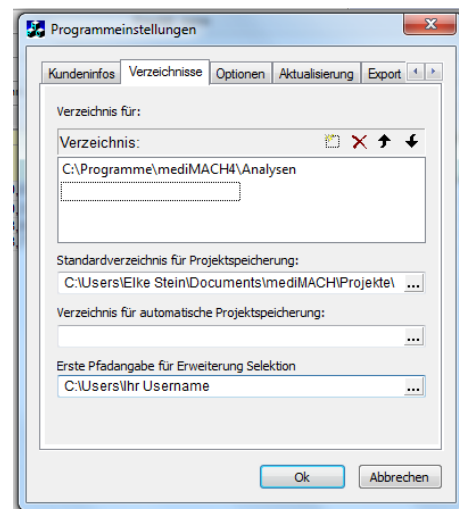 Programmeinstellungen
Kundeninfos Verzeichnisse Optionen Aktualisierung Export
Verzeichnis für:
Verzeichnis:
C:\Programme\mediMACH4\Analysen
Standardverzeichnis für Projektspeicherung:
C:\Users\Elke Stein\Documents\mediMACH\Projekte\ ...
Verzeichnis für automatische Projektspeicherung:
...
Erste Pfadangabe für Erweiterung Selektion
C:\Users\Ihr Username ...
Ok Abbrechen